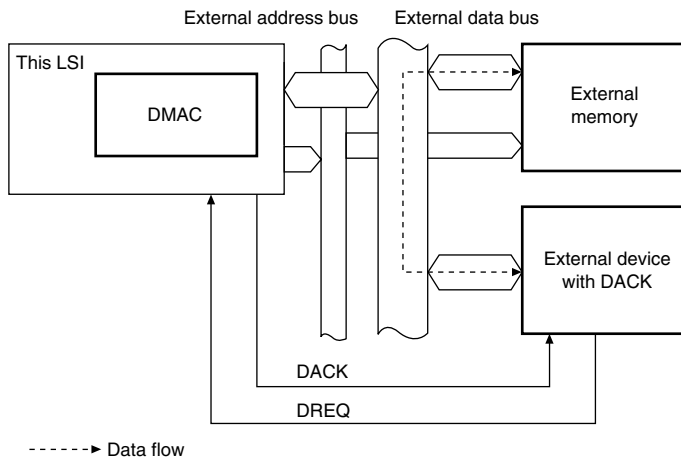 External address bus
External data bus
This LSI
DMAC
External
memory
External device
with DACK
DACK
DREQ
Data flow